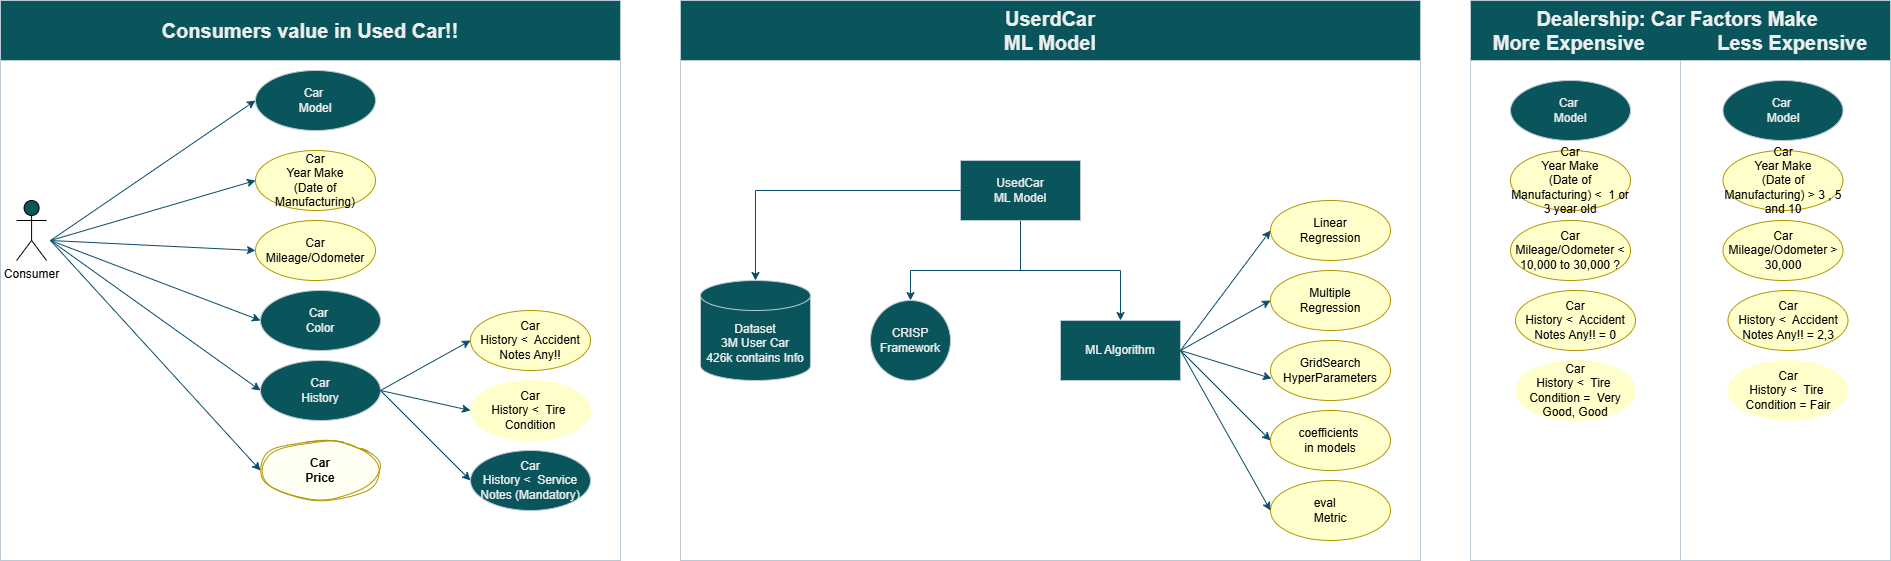 Consumers value in Used Car!!
Car
Model
Car
Year Make
(Date of
Manufacturing)
Car
Mileage/Odometer
Consumer
Car
Color
Car
History
Car
Price
Car
History <  Accident
Notes Any!!
Car
History <  Tire
Condition
Car
History <  Service
Notes (Mandatory)
UserdCar
ML Model
UsedCar
ML Model
Dataset
3M User Car
426k contains Info
CRISP
Framework
ML Algorithm
Linear
Regression
Multiple
Regression
GridSearch
HyperParameters
coefficients
in models
eval
Metric
Dealership: Car Factors Make
More Expensive
Less Expensive
Car
Model
Car
Year Make
(Date of
Manufacturing) <  1 or
3 year old
Car
Mileage/Odometer <
10,000 to 30,000 ?
Car
History <  Accident
Notes Any!! = 0
Car
History <  Tire
Condition =  Very
Good, Good
Car
Model
Car
Year Make
(Date of
Manufacturing) > 3 , 5
and 10
Car
Mileage/Odometer >
30,000
Car
History <  Accident
Notes Any!! = 2,3
Car
History <  Tire
Condition = Fair